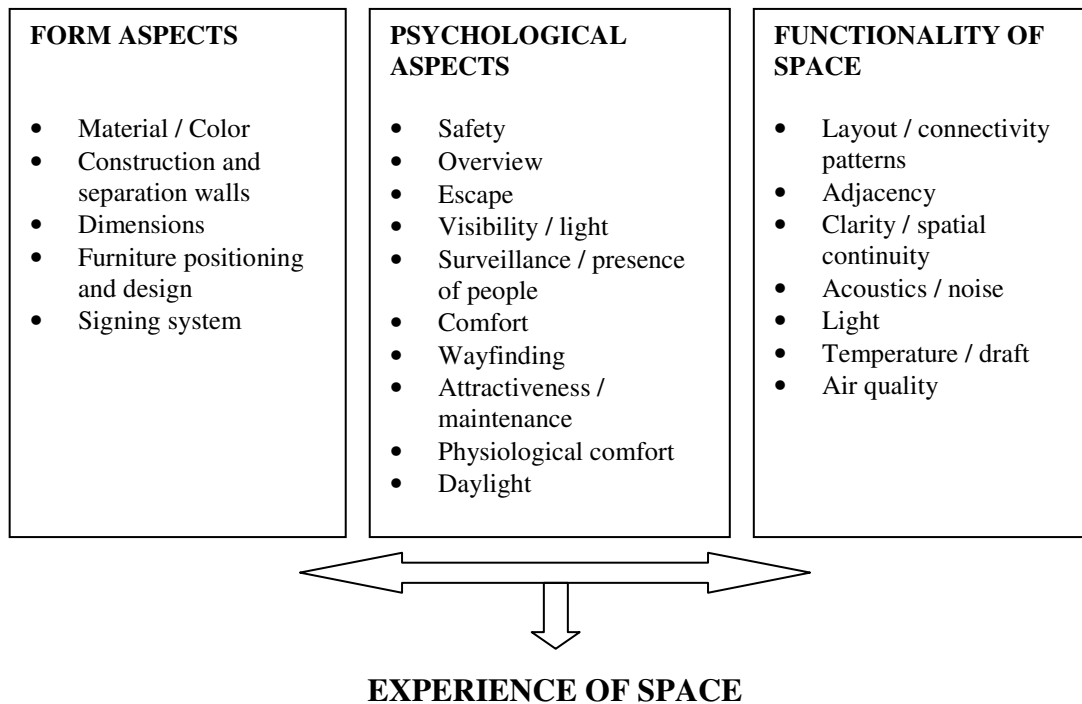 FORM ASPECTS
• Material / Color
• Construction and
separation walls
• Dimensions
• Furniture positioning
and design
• Signing system
PSYCHOLOGICAL
ASPECTS
• Safety
• Overview
• Escape
• Visibility / light
• Surveillance / presence
of people
• Comfort
• Wayfinding
• Attractiveness /
maintenance
• Physiological comfort
• Daylight
FUNCTIONALITY OF
SPACE
• Layout / connectivity
patterns
• Adjacency
• Clarity / spatial
continuity
• Acoustics / noise
• Light
• Temperature / draft
• Air quality
EXPERIENCE OF SPACE